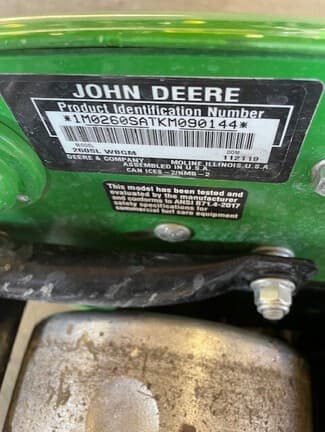 JOHN DEERE
Product Identification Number
*1M0260SATKM090144*
MODEL DOM
260SL WBGM 112119
DEERE & COMPANY MOLINE, ILLINOIS, U.S.A.
ASSEMBLED IN U.S.A.
CAN ICES-2/NMB-2
This model has been tested and
evaluated by the manufacturer
and conforms to ANSI B71.4-2017
safety specifications for
commercial turf care equipment